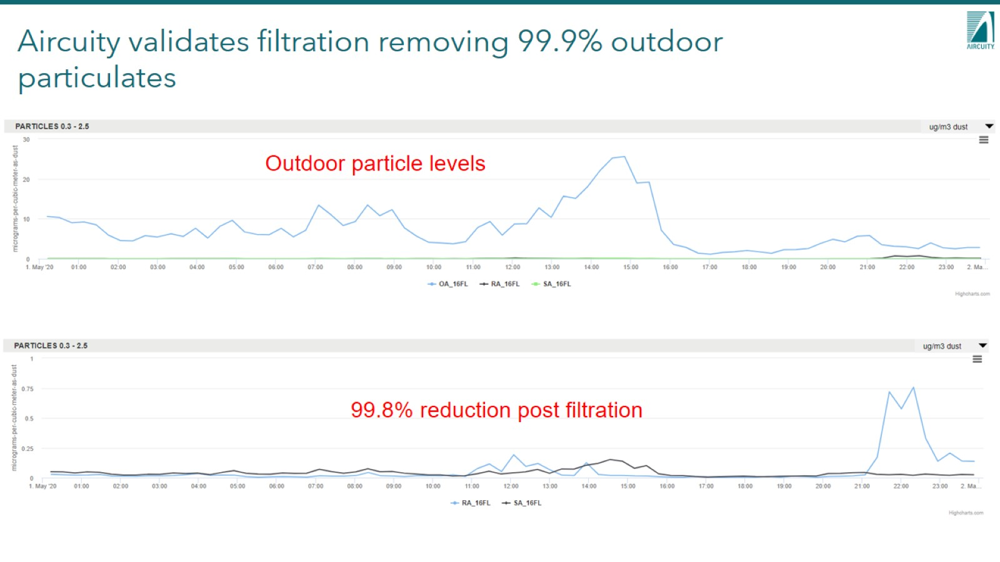 Aircuity validates filtration removing 99.9% outdoor
particulates
AIRCUITY
PARTICLES 0.3 - 2.5
ug/m3 dust
micrograms-per-cubic-meter-as-dust
30
20
10
0
Outdoor particle levels
1. May '20 01:00 02:00 03:00 04:00 05:00 06:00 07:00 08:00 09:00 10:00 11:00 12:00 13:00 14:00 15:00 16:00 17:00 18:00 19:00 20:00 21:00 22:00 23:00 2. Ma...
OA_16FL RA_16FL SA_16FL
Highcharts.com
PARTICLES 0.3 - 2.5
ug/m3 dust
micrograms-per-cubic-meter-as-dust
1
0.75
0.5
0.25
0
99.8% reduction post filtration
1. May '20 01:00 02:00 03:00 04:00 05:00 06:00 07:00 08:00 09:00 10:00 11:00 12:00 13:00 14:00 15:00 16:00 17:00 18:00 19:00 20:00 21:00 22:00 23:00 2. Ma...
RA_16FL SA_16FL
Highcharts.com